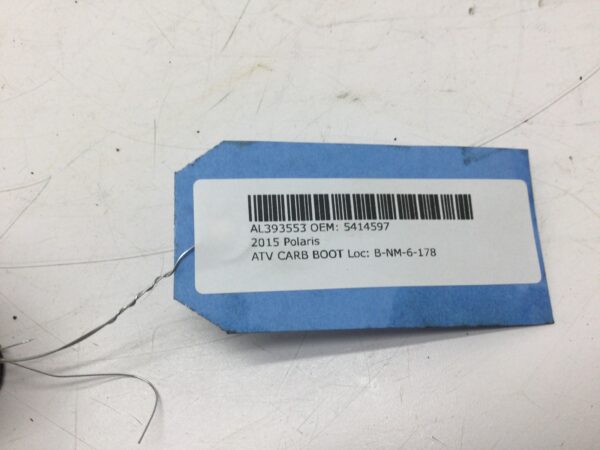 AL393553 OEM: 5414597
2015 Polaris
ATV CARB BOOT Loc: B-NM-6-178